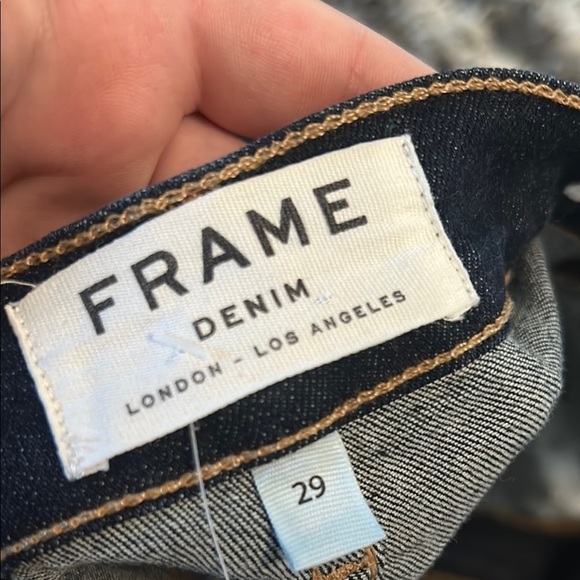 FRAME
DENIM
LONDON - LOS ANGELES
29